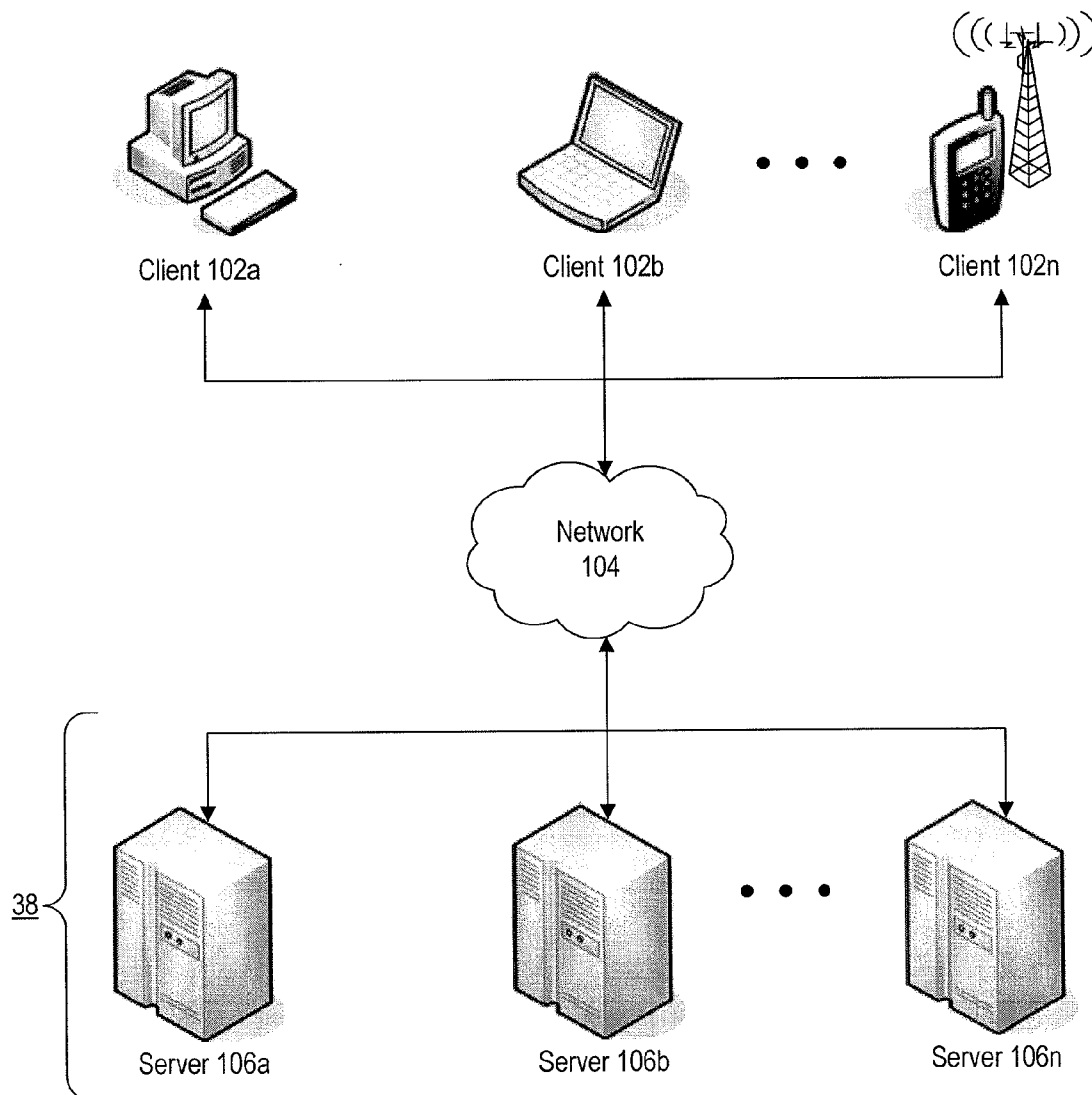 Client 102a
Client 102b
Client 102n
Network
104
38
Server 106a
Server 106b
Server 106n